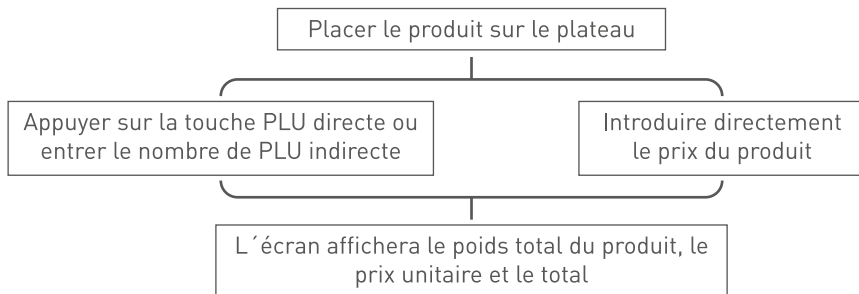 Placer le produit sur le plateau
Appuyer sur la touche PLU directe ou
entrer le nombre de PLU indirecte
Introduire directement
le prix du produit
L´écran affichera le poids total du produit, le
prix unitaire et le total